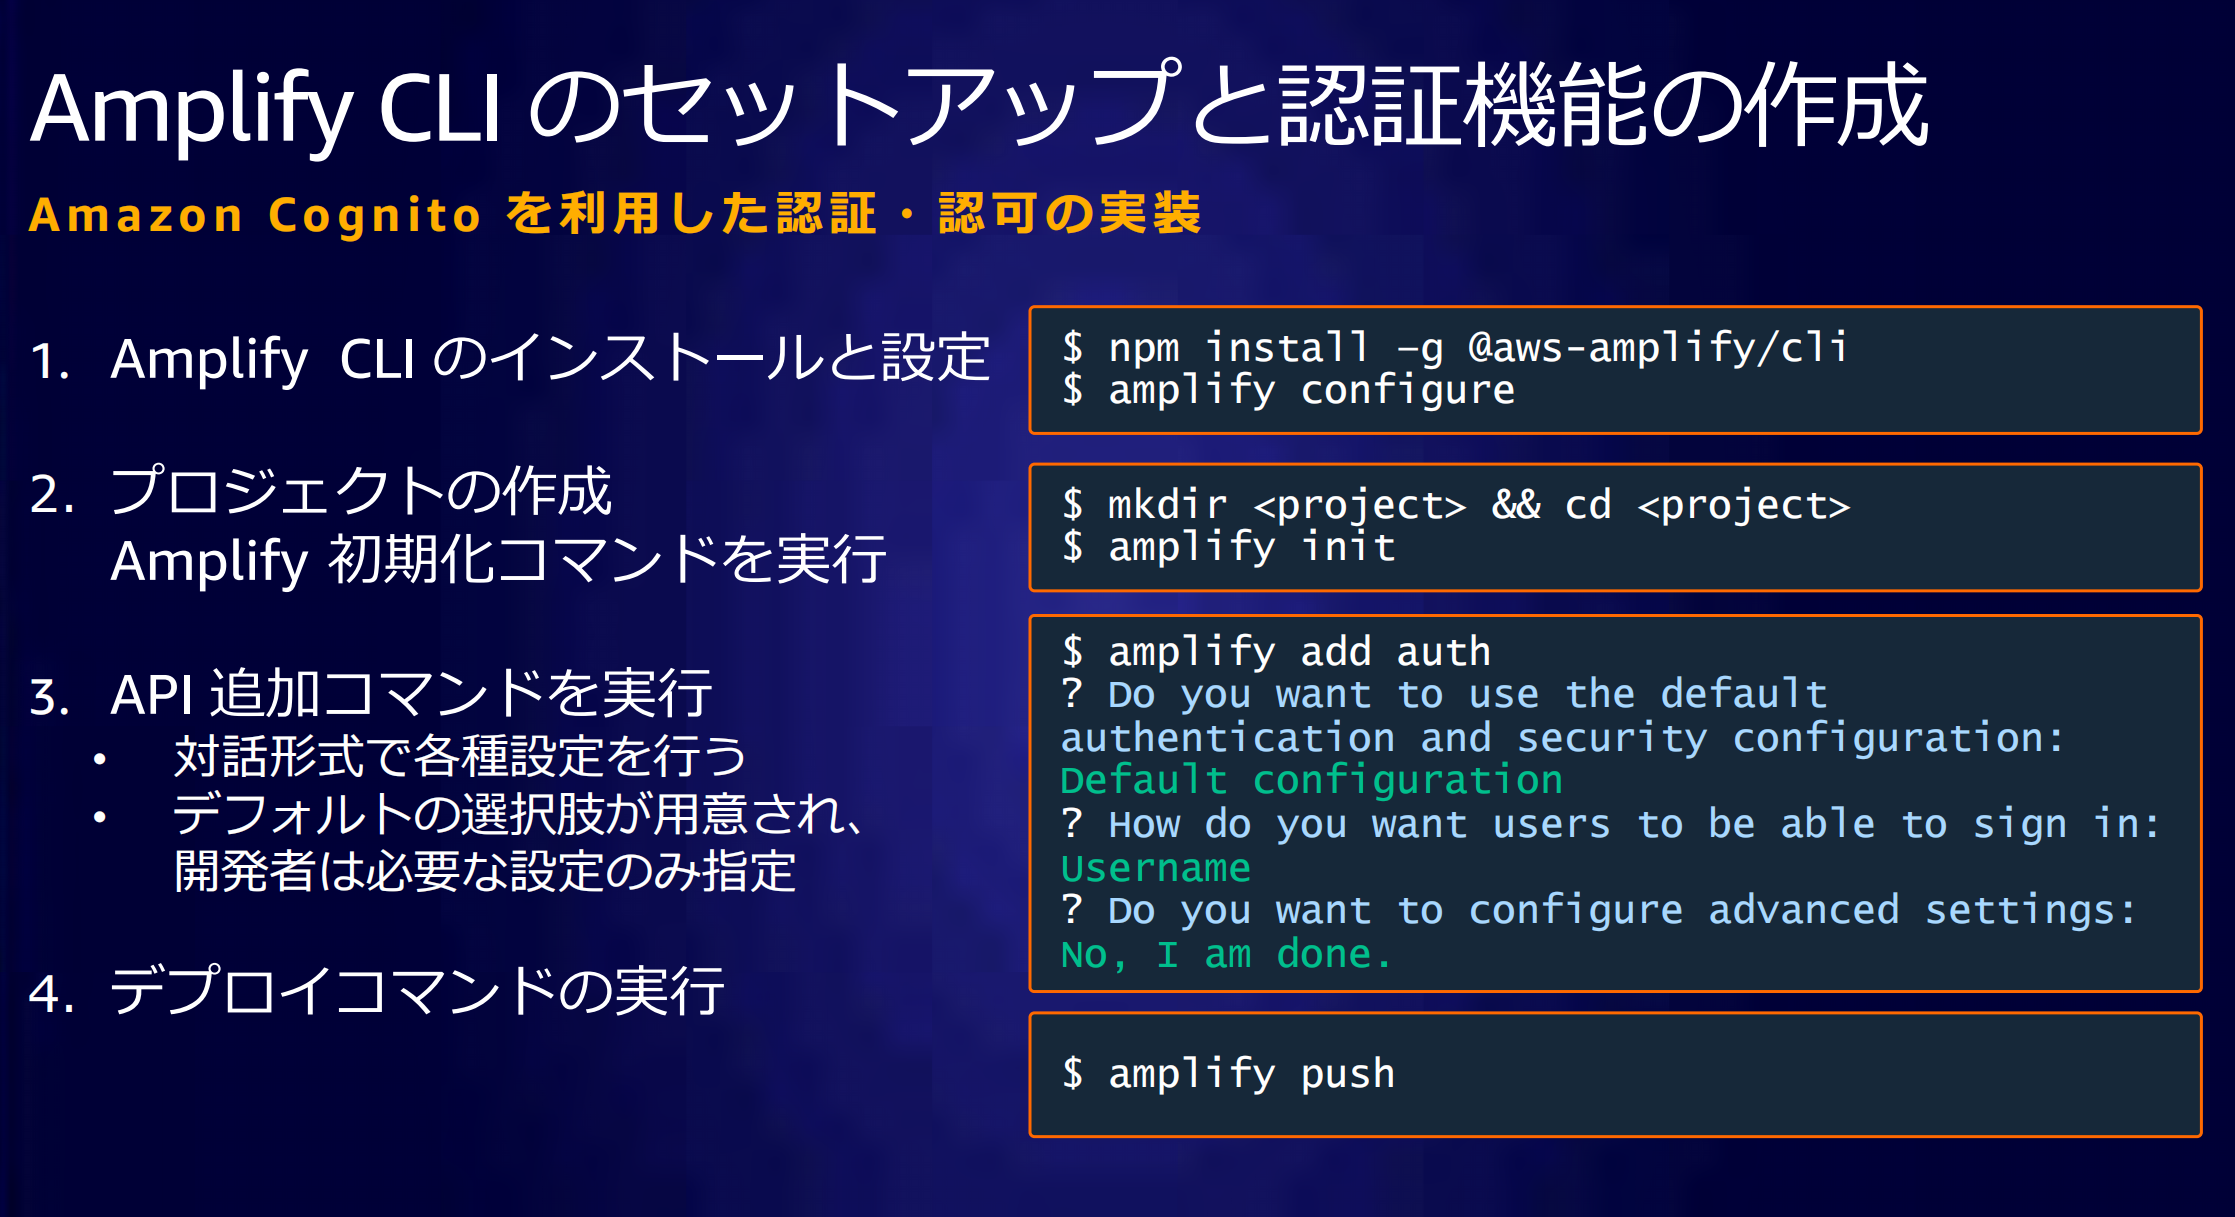 Amplify CLI のセットアップと認証機能の作成
Amazon Cognito を利用した認証・認可の実装
1. Amplify CLI のインストールと設定
$ npm install –g @aws-amplify/cli
$ amplify configure
2. プロジェクトの作成
Amplify 初期化コマンドを実行
$ mkdir <project> && cd <project>
$ amplify init
3. API 追加コマンドを実行
• 対話形式で各種設定を行う
• デフォルトの選択肢が用意され、
開発者は必要な設定のみ指定
$ amplify add auth
? Do you want to use the default
authentication and security configuration:
Default configuration
? How do you want users to be able to sign in:
Username
? Do you want to configure advanced settings:
No, I am done.
4. デプロイコマンドの実行
$ amplify push